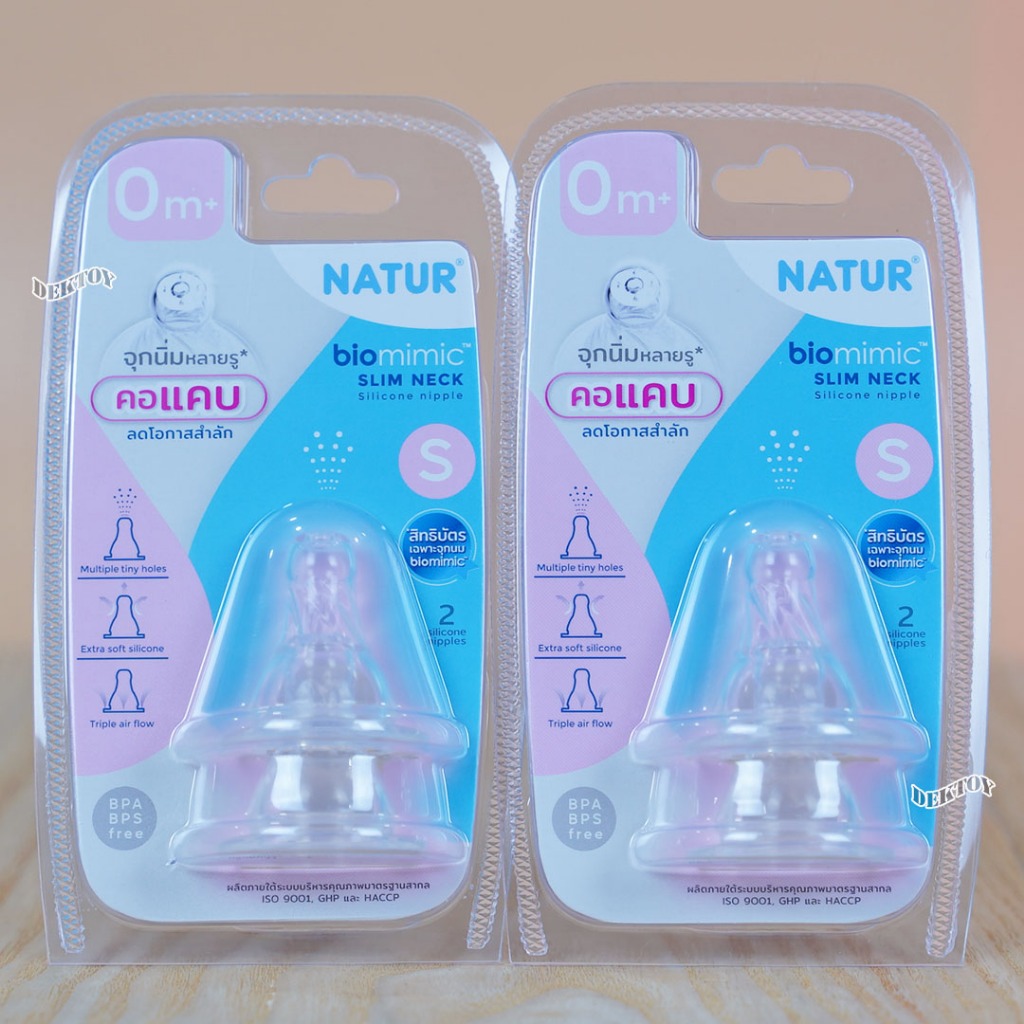 0m+
NATUR®
DEKTOY
จุกนิ่มหลายรู*
คอแคบ
ลดโอกาสสำลัก
biomimic™
SLIM NECK
Silicone nipple
S
Multiple tiny holes
Extra soft silicone
Triple air flow
สิทธิบัตร
เฉพาะจุกนม
biomimic™
2
silicone
nipples
BPA
BPS
free
ผลิตภายใต้ระบบบริหารคุณภาพมาตรฐานสากล
ISO 9001, GHP และ HACCP
0m+
NATUR®
จุกนิ่มหลายรู*
คอแคบ
ลดโอกาสสำลัก
biomimic™
SLIM NECK
Silicone nipple
S
Multiple tiny holes
Extra soft silicone
Triple air flow
สิทธิบัตร
เฉพาะจุกนม
biomimic™
2
silicone
nipples
DEKTOY
BPA
BPS
free
ผลิตภายใต้ระบบบริหารคุณภาพมาตรฐานสากล
ISO 9001, GHP และ HACCP